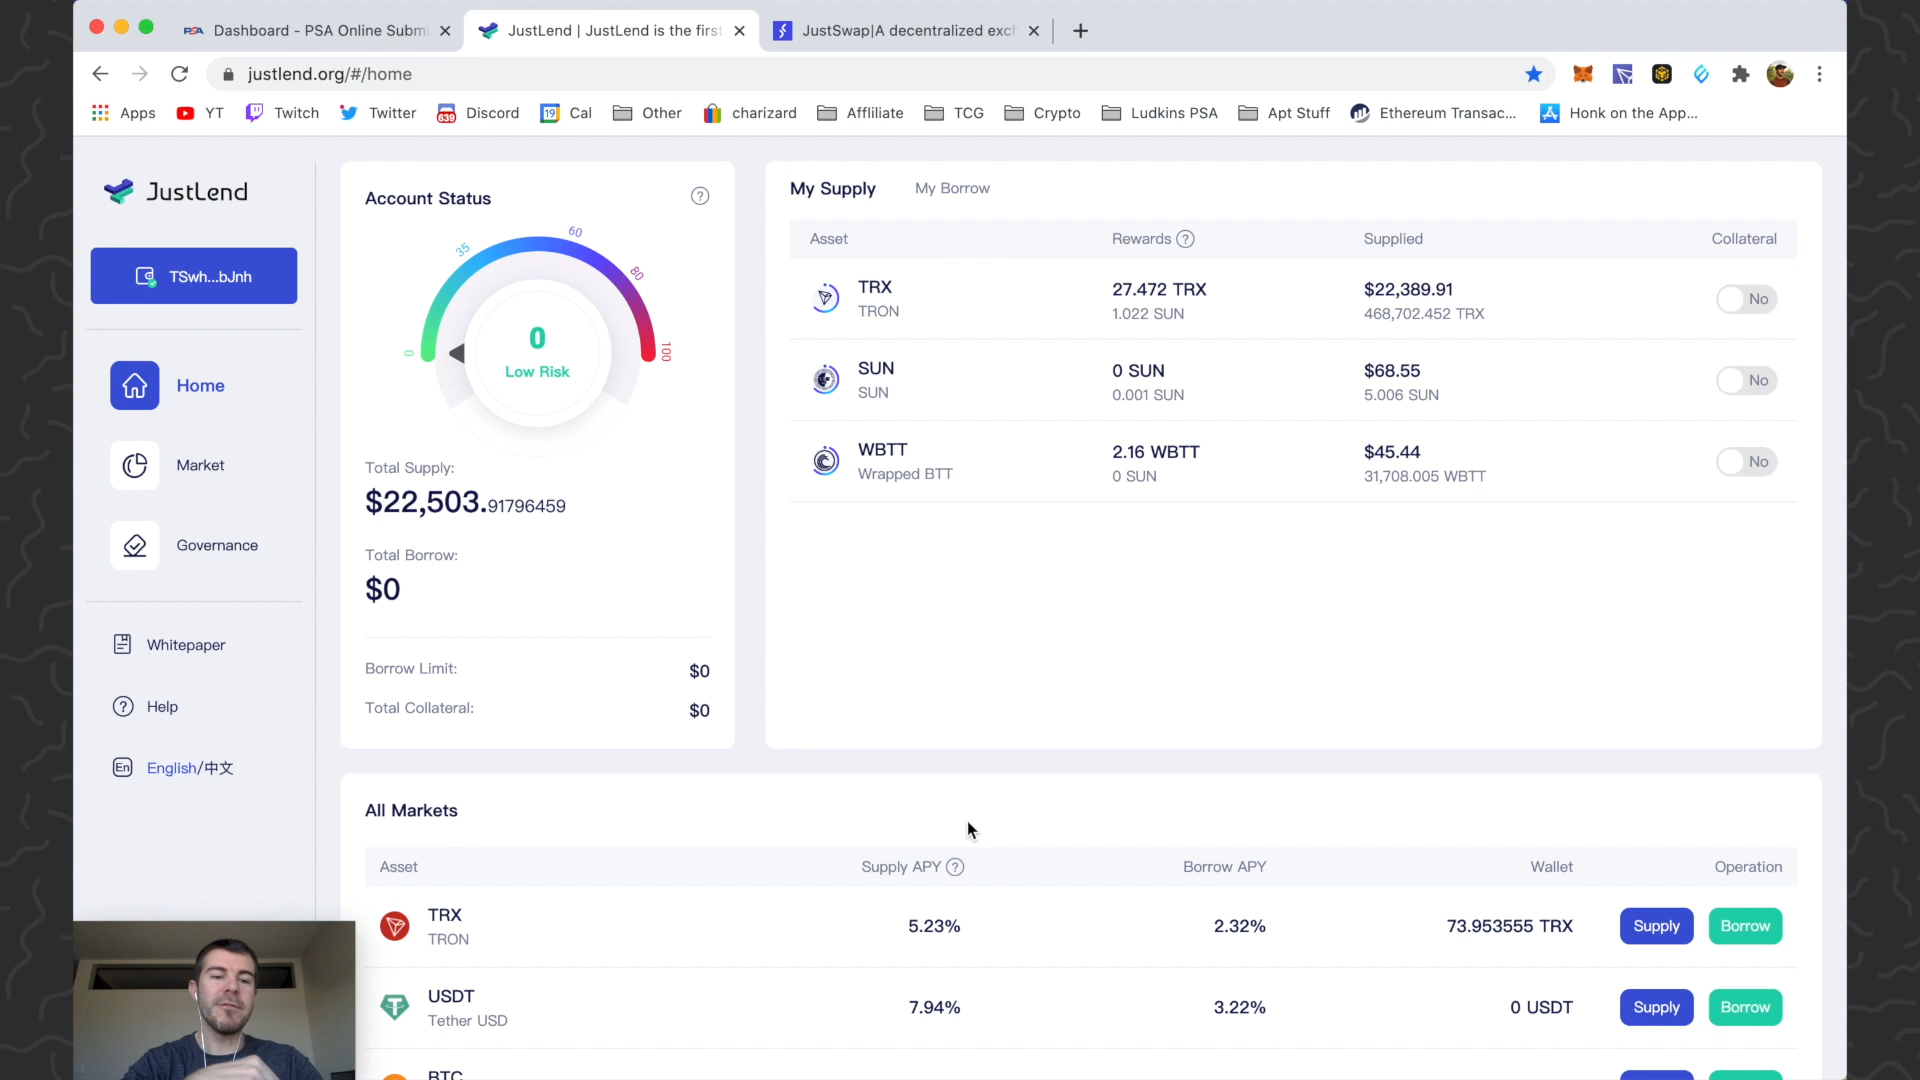 Dashboard - PSA Online Submi
JustLend | JustLend is the first
JustSwap|A decentralized exch
justlend.org/#/home
Apps
YT
Twitch
Twitter
639
Discord
19
Cal
Other
charizard
Affliliate
TCG
Crypto
Ludkins PSA
Apt Stuff
Ethereum Transac...
Honk on the App...
JustLend
TSwh...bJnh
Home
Market
Governance
Whitepaper
Help
En
English/中文
Account Status
0
35
60
80
100
0
Low Risk
Total Supply:
$22,503.91796459
Total Borrow:
$0
Borrow Limit: $0
Total Collateral: $0
My Supply My Borrow
Asset Rewards Supplied Collateral
TRX 27.472 TRX $22,389.91 No
TRON 1.022 SUN 468,702.452 TRX
SUN 0 SUN $68.55 No
SUN 0.001 SUN 5.006 SUN
WBTT 2.16 WBTT $45.44 No
Wrapped BTT 0 SUN 31,708.005 WBTT
All Markets
Asset Supply APY Borrow APY Wallet Operation
TRX
TRON
5.23% 2.32% 73.953555 TRX Supply Borrow
USDT
Tether USD
7.94% 3.22% 0 USDT Supply Borrow
BTC